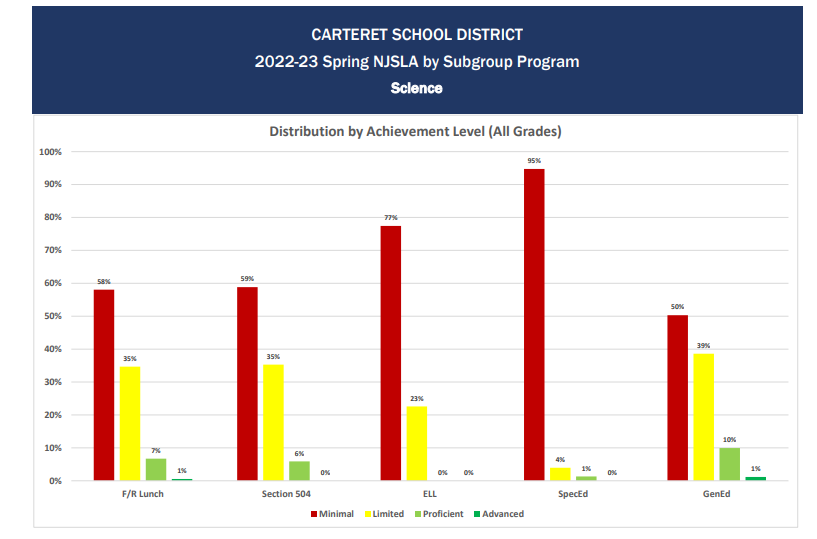 CARTERET SCHOOL DISTRICT
2022-23 Spring NJSLA by Subgroup Program
Science
Distribution by Achievement Level (All Grades)
100%
90%
80%
70%
60%
50%
40%
30%
20%
10%
0%
58%
35%
7%
1%
59%
35%
6%
0%
77%
23%
0%
0%
95%
4%
1%
0%
50%
39%
10%
1%
F/R Lunch
Section 504
ELL
SpecEd
GenEd
Minimal
Limited
Proficient
Advanced